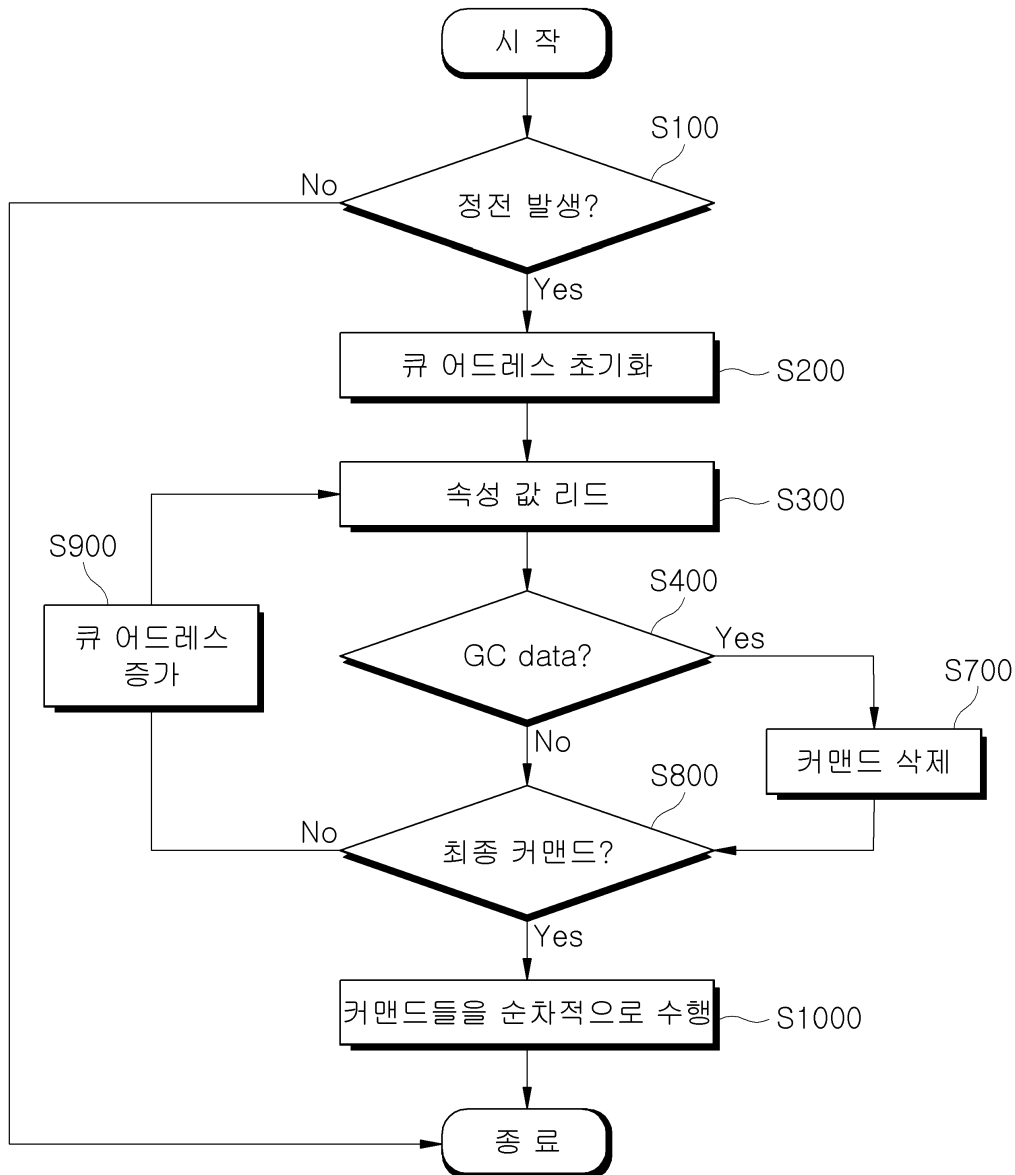 시 작
S100
No
정전 발생?
Yes
큐 어드레스 초기화
S200
속성 값 리드
S300
S900
큐 어드레스
증가
S400
Yes
GC data?
S700
No
커맨드 삭제
S800
No
최종 커맨드?
Yes
커맨드들을 순차적으로 수행
S1000
종 료